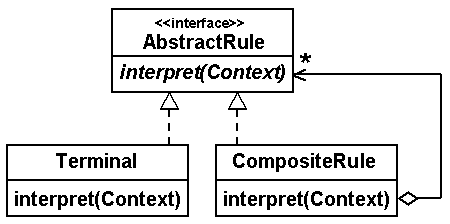 <<interface>>
AbstractRule
interpret(Context)
*
Terminal
interpret(Context)
CompositeRule
interpret(Context)